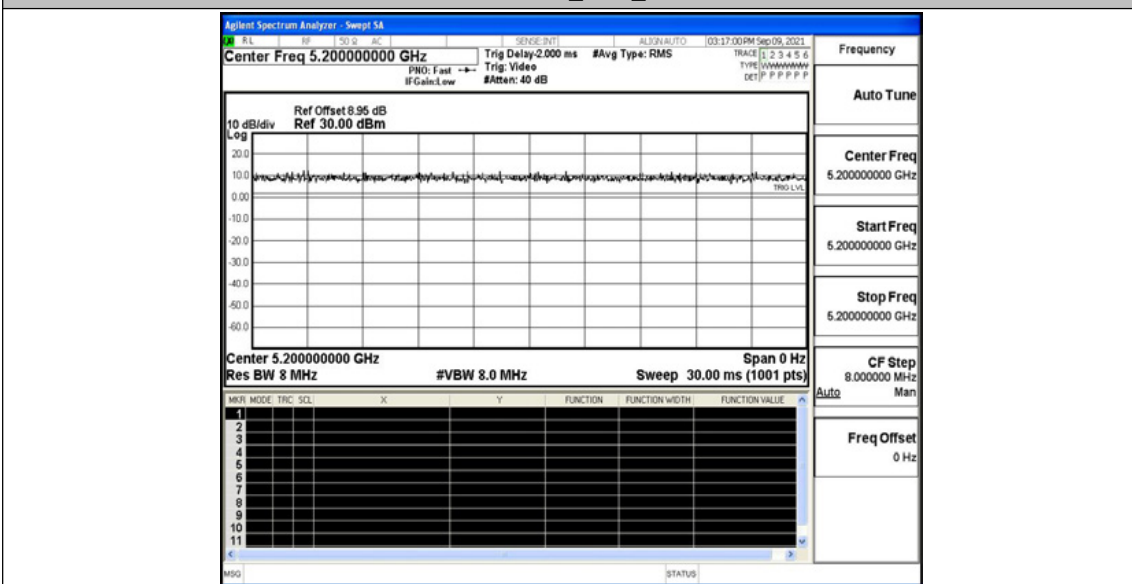 Agilent Spectrum Analyzer - Swept SA
RL RF 50 Ω AC SENSE:INT ALIGN AUTO 03:17:00 PM Sep 09, 2021
Center Freq 5.200000000 GHz
PNO: Fast
IFGain:Low
Trig Delay-2.000 ms
Trig: Video
#Atten: 40 dB
#Avg Type: RMS
TRACE 1 2 3 4 5 6
TYPE
DET P P P P P P
Ref Offset 8.95 dB
10 dB/div Ref 30.00 dBm
Log
20.0
10.0
TRIG LVL
0.00
-10.0
-20.0
-30.0
-40.0
-50.0
-60.0
Center 5.200000000 GHz Span 0 Hz
Res BW 8 MHz #VBW 8.0 MHz Sweep 30.00 ms (1001 pts)
MKR MODE TRC SCL X Y FUNCTION FUNCTION WIDTH FUNCTION VALUE
1
2
3
4
5
6
7
8
9
10
11
MSG STATUS
Frequency
Auto Tune
Center Freq
5.200000000 GHz
Start Freq
5.200000000 GHz
Stop Freq
5.200000000 GHz
CF Step
8.000000 MHz
Auto Man
Freq Offset
0 Hz